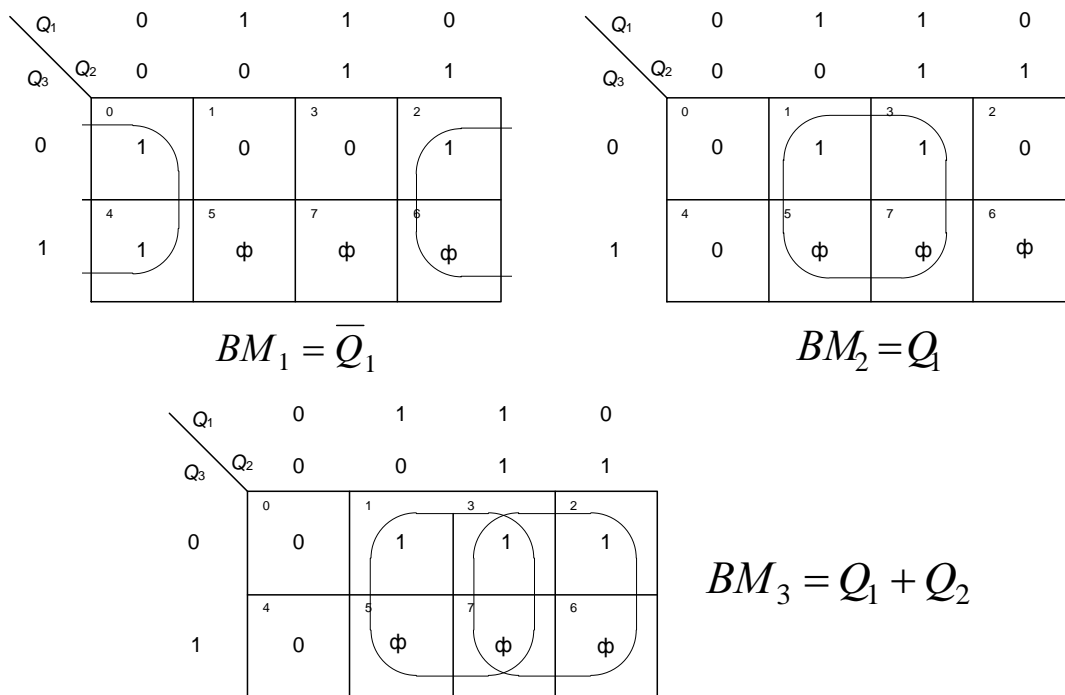 Q₁ 0 1 1 0
Q₃ Q₂ 0 0 1 1
0 1 3 2
0 1 0 0 1
4 5 7 6
1 1 ф ф ф
BM₁ = Q̅₁
Q₁ 0 1 1 0
Q₃ Q₂ 0 0 1 1
0 1 3 2
0 0 1 1 0
4 5 7 6
1 0 ф ф ф
BM₂ = Q₁
Q₁ 0 1 1 0
Q₃ Q₂ 0 0 1 1
0 1 3 2
0 0 1 1 1
4 5 7 6
1 0 ф ф ф
BM₃ = Q₁ + Q₂